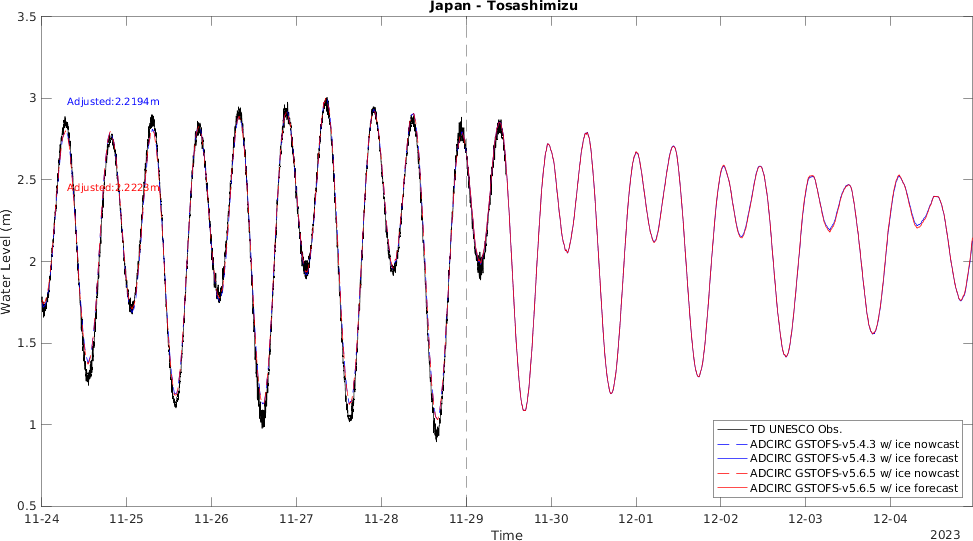 Japan - Tosashimizu
3.5
3
2.5
2
1.5
1
0.5
Water Level (m)
Adjusted:2.2194m
Adjusted:2.2223m
TD UNESCO Obs.
ADCIRC GSTOFS-v5.4.3 w/ ice nowcast
ADCIRC GSTOFS-v5.4.3 w/ ice forecast
ADCIRC GSTOFS-v5.6.5 w/ ice nowcast
ADCIRC GSTOFS-v5.6.5 w/ ice forecast
11-24 11-25 11-26 11-27 11-28 11-29 11-30 12-01 12-02 12-03 12-04
Time
2023